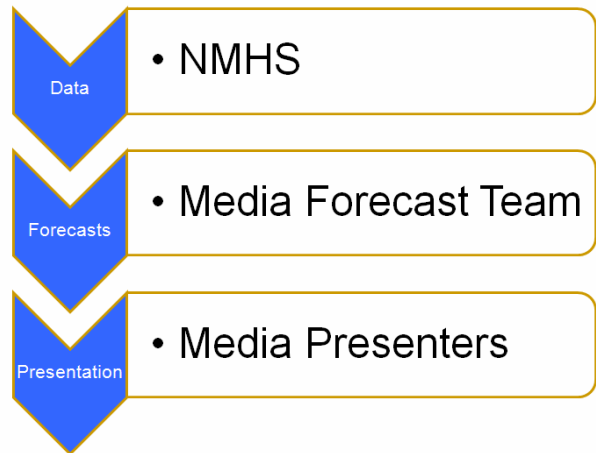 Data
• NMHS
Forecasts
• Media Forecast Team
Presentation
• Media Presenters